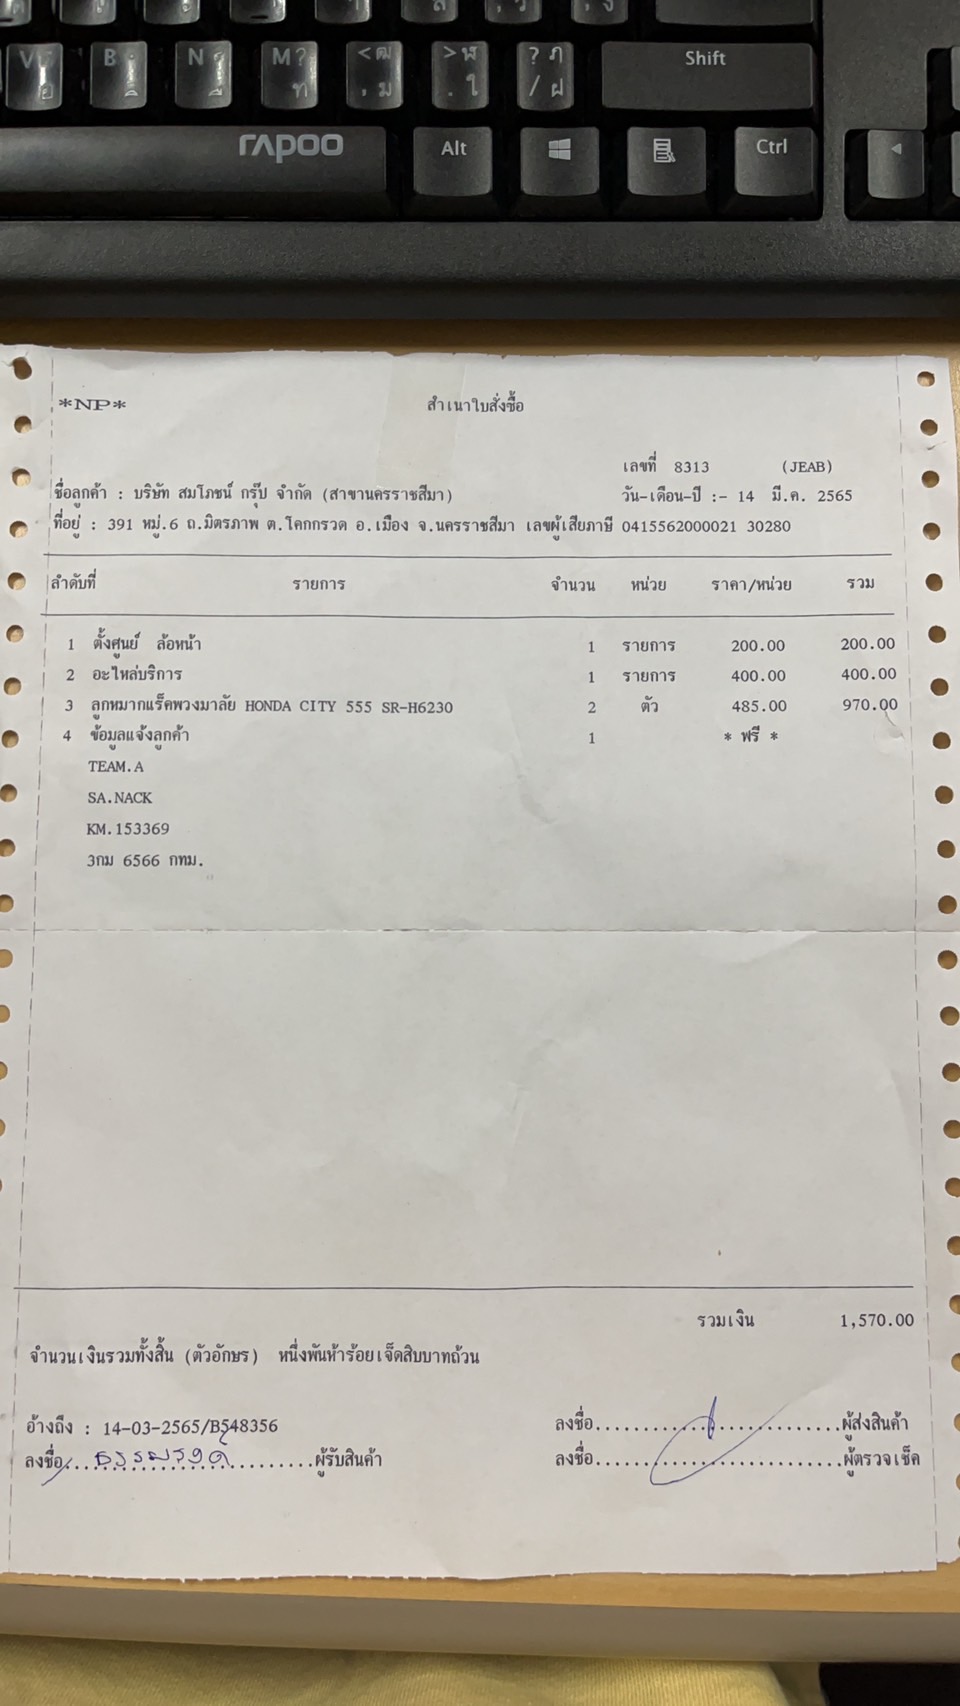 V B N M ? < ฒ > ฬ ? ฦ Shift
ท , ม . ใ / ฝ
rapoo Alt Ctrl
*NP* สำเนาใบสั่งซื้อ
เลขที่ 8313 (JEAB)
ชื่อลูกค้า : บริษัท สมโภชน์ กรุ๊ป จำกัด (สาขานครราชสีมา) วัน-เดือน-ปี :- 14 มี.ค. 2565
ที่อยู่ : 391 หมู่.6 ถ.มิตรภาพ ต.โคกกรวด อ.เมือง จ.นครราชสีมา เลขผู้เสียภาษี 0415562000021 30280
ลำดับที่ รายการ จำนวน หน่วย ราคา/หน่วย รวม
1 ตั้งศูนย์ ล้อหน้า 1 รายการ 200.00 200.00
2 อะไหล่บริการ 1 รายการ 400.00 400.00
3 ลูกหมากแร็คพวงมาลัย HONDA CITY 555 SR-H6230 2 ตัว 485.00 970.00
4 ข้อมูลแจ้งลูกค้า 1 * ฟรี *
TEAM.A
SA.NACK
KM.153369
3กม 6566 กทม.
รวมเงิน 1,570.00
จำนวนเงินรวมทั้งสิ้น (ตัวอักษร) หนึ่งพันห้าร้อยเจ็ดสิบบาทถ้วน
อ้างถึง : 14-03-2565/B548356 ลงชื่อ..............................ผู้ส่งสินค้า
ลงชื่อ..............................ผู้รับสินค้า ลงชื่อ..............................ผู้ตรวจเช็ค